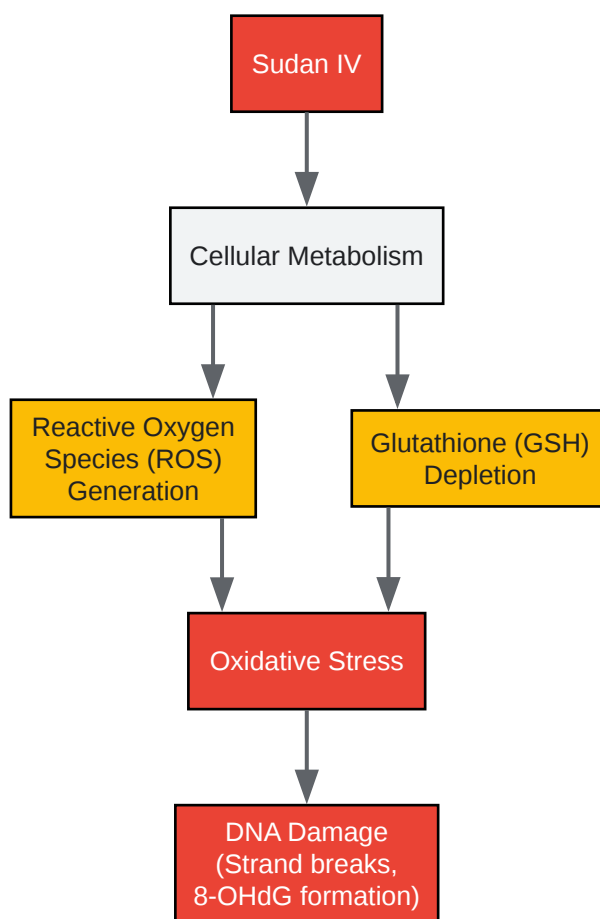 Sudan IV
Cellular Metabolism
Reactive Oxygen
Species (ROS)
Generation
Glutathione (GSH)
Depletion
Oxidative Stress
DNA Damage
(Strand breaks,
8-OHdG formation)